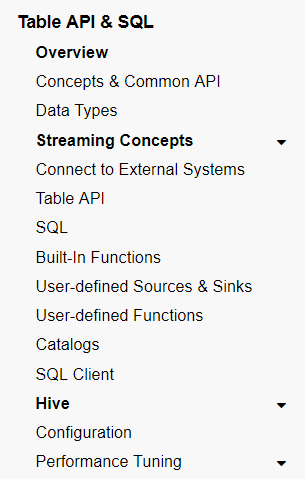 Table API & SQL
Overview
Concepts & Common API
Data Types
Streaming Concepts
Connect to External Systems
Table API
SQL
Built-In Functions
User-defined Sources & Sinks
User-defined Functions
Catalogs
SQL Client
Hive
Configuration
Performance Tuning